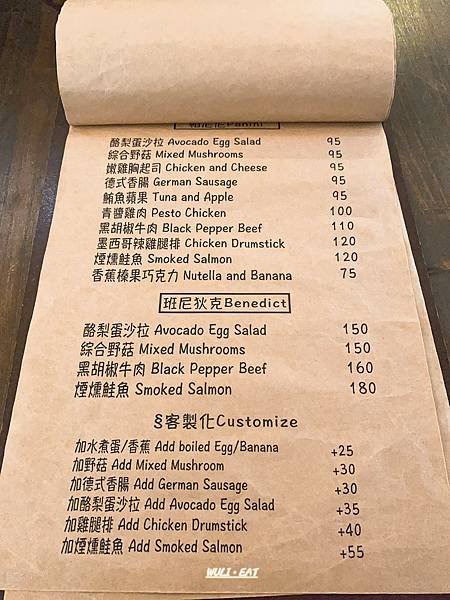 帕尼尼Panini
酪梨蛋沙拉 Avocado Egg Salad 95
綜合野菇 Mixed Mushrooms 95
嫩雞胸起司 Chicken and Cheese 95
德式香腸 German Sausage 95
鮪魚蘋果 Tuna and Apple 95
青醬雞肉 Pesto Chicken 100
黑胡椒牛肉 Black Pepper Beef 110
墨西哥辣雞腿排 Chicken Drumstick 120
煙燻鮭魚 Smoked Salmon 120
香蕉榛果巧克力 Nutella and Banana 75
班尼狄克Benedict
酪梨蛋沙拉 Avocado Egg Salad 150
綜合野菇 Mixed Mushrooms 150
黑胡椒牛肉 Black Pepper Beef 160
煙燻鮭魚 Smoked Salmon 180
§客製化Customize
加水煮蛋/香蕉 Add boiled Egg/Banana +25
加野菇 Add Mixed Mushroom +30
加德式香腸 Add German Sausage +30
加酪梨蛋沙拉 Add Avocado Egg Salad +35
加雞腿排 Add Chicken Drumstick +40
加煙燻鮭魚 Add Smoked Salmon +55
WULI·EAT